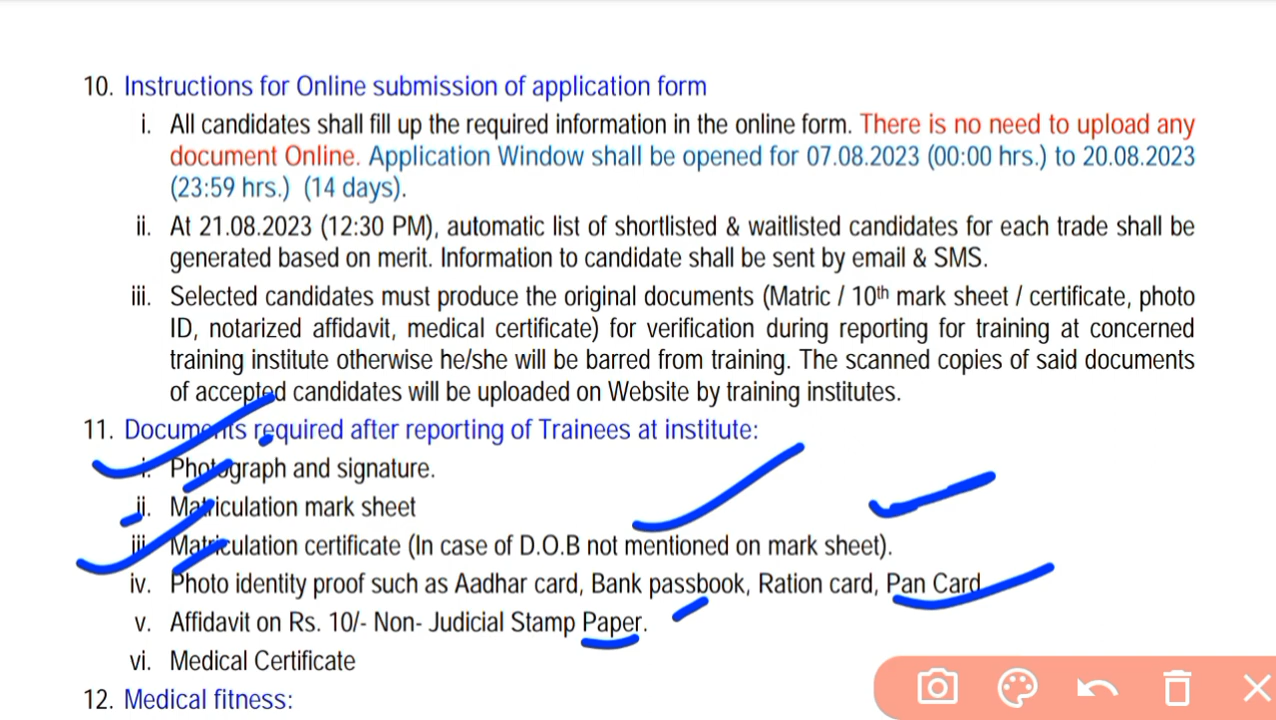 10. Instructions for Online submission of application form
i. All candidates shall fill up the required information in the online form. There is no need to upload any
document Online. Application Window shall be opened for 07.08.2023 (00:00 hrs.) to 20.08.2023
(23:59 hrs.) (14 days).
ii. At 21.08.2023 (12:30 PM), automatic list of shortlisted & waitlisted candidates for each trade shall be
generated based on merit. Information to candidate shall be sent by email & SMS.
iii. Selected candidates must produce the original documents (Matric / 10th mark sheet / certificate, photo
ID, notarized affidavit, medical certificate) for verification during reporting for training at concerned
training institute otherwise he/she will be barred from training. The scanned copies of said documents
of accepted candidates will be uploaded on Website by training institutes.
11. Documents required after reporting of Trainees at institute:
i. Photograph and signature.
ii. Matriculation mark sheet
iii. Matriculation certificate (In case of D.O.B not mentioned on mark sheet).
iv. Photo identity proof such as Aadhar card, Bank passbook, Ration card, Pan Card
v. Affidavit on Rs. 10/- Non- Judicial Stamp Paper.
vi. Medical Certificate
12. Medical fitness: